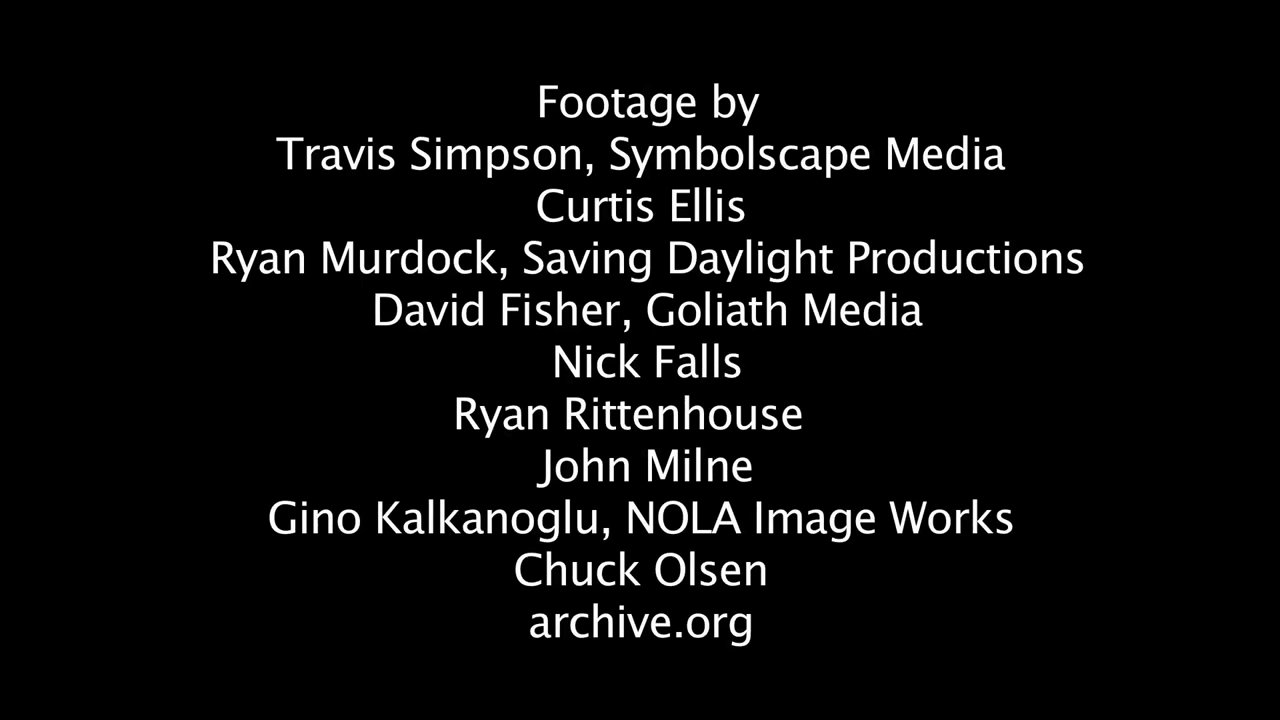 Footage by
Travis Simpson, Symbolscape Media
Curtis Ellis
Ryan Murdock, Saving Daylight Productions
David Fisher, Goliath Media
Nick Falls
Ryan Rittenhouse
John Milne
Gino Kalkanoglu, NOLA Image Works
Chuck Olsen
archive.org